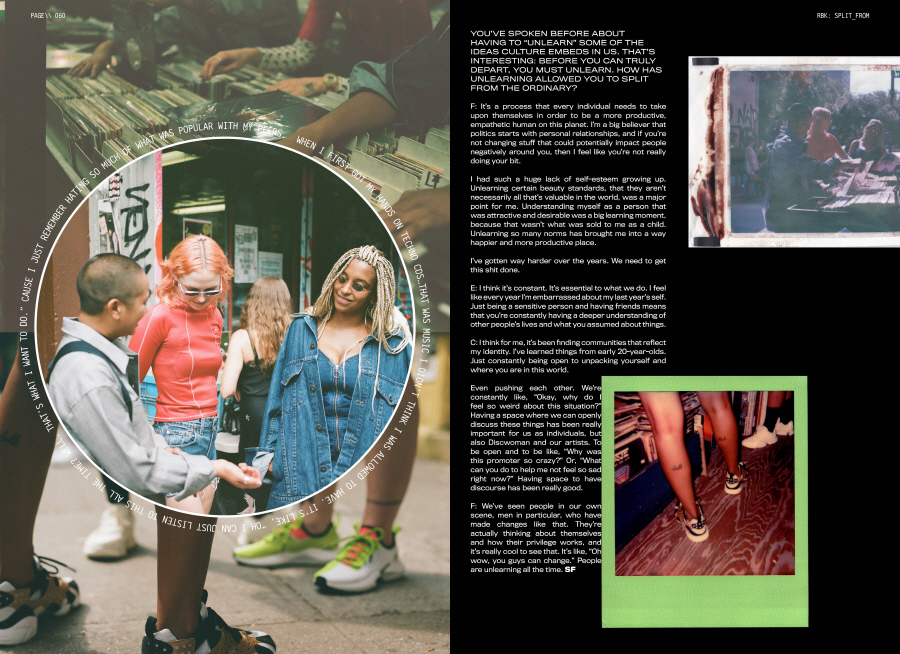 PAGE\\ 060
RBK: SPLIT_FROM
'CAUSE I JUST REMEMBER HATING SO MUCH OF WHAT WAS POPULAR WITH MY PEERS. WHEN I FIRST GOT MY HANDS ON TECHNO CDS…THAT WAS MUSIC I DIDN'T THINK I WAS ALLOWED TO HAVE. IT'S LIKE, "OH I CAN JUST LISTEN TO THIS ALL THE TIME? THAT'S WHAT I WANT TO DO."
YOU'VE SPOKEN BEFORE ABOUT
HAVING TO "UNLEARN" SOME OF THE
IDEAS CULTURE EMBEDS IN US. THAT'S
INTERESTING: BEFORE YOU CAN TRULY
DEPART, YOU MUST UNLEARN. HOW HAS
UNLEARNING ALLOWED YOU TO SPLIT
FROM THE ORDINARY?
F: It's a process that every individual needs to take
upon themselves in order to be a more productive,
empathetic human on this planet. I'm a big believer that
politics starts with personal relationships, and if you're
not changing stuff that could potentially impact people
negatively around you, then I feel like you're not really
doing your bit.
I had such a huge lack of self-esteem growing up.
Unlearning certain beauty standards, that they aren't
necessarily all that's valuable in the world, was a major
point for me. Understanding myself as a person that
was attractive and desirable was a big learning moment,
because that wasn't what was sold to me as a child.
Unlearning so many norms has brought me into a way
happier and more productive place.
I've gotten way harder over the years. We need to get
this shit done.
E: I think it's constant. It's essential to what we do. I feel
like every year I'm embarrassed about my last year's self.
Just being a sensitive person and having friends means
that you're constantly having a deeper understanding of
other people's lives and what you assumed about things.
C: I think for me, it's been finding communities that reflect
my identity. I've learned things from early 20-year-olds.
Just constantly being open to unpacking yourself and
where you are in this world.
Even pushing each other. We're
constantly like, "Okay, why do I
feel so weird about this situation?"
Having a space where we can openly
discuss these things has been really
important for us as individuals, but
also Discwoman and our artists. To
be open and to be like, "Why was
this promoter so crazy?" Or, "What
can you do to help me not feel so sad
right now?" Having space to have
discourse has been really good.
F: We've seen people in our own
scene, men in particular, who have
made changes like that. They're
actually thinking about themselves
and how their privilege works, and
it's really cool to see that. It's like, "Oh
wow, you guys can change." People
are unlearning all the time. SF